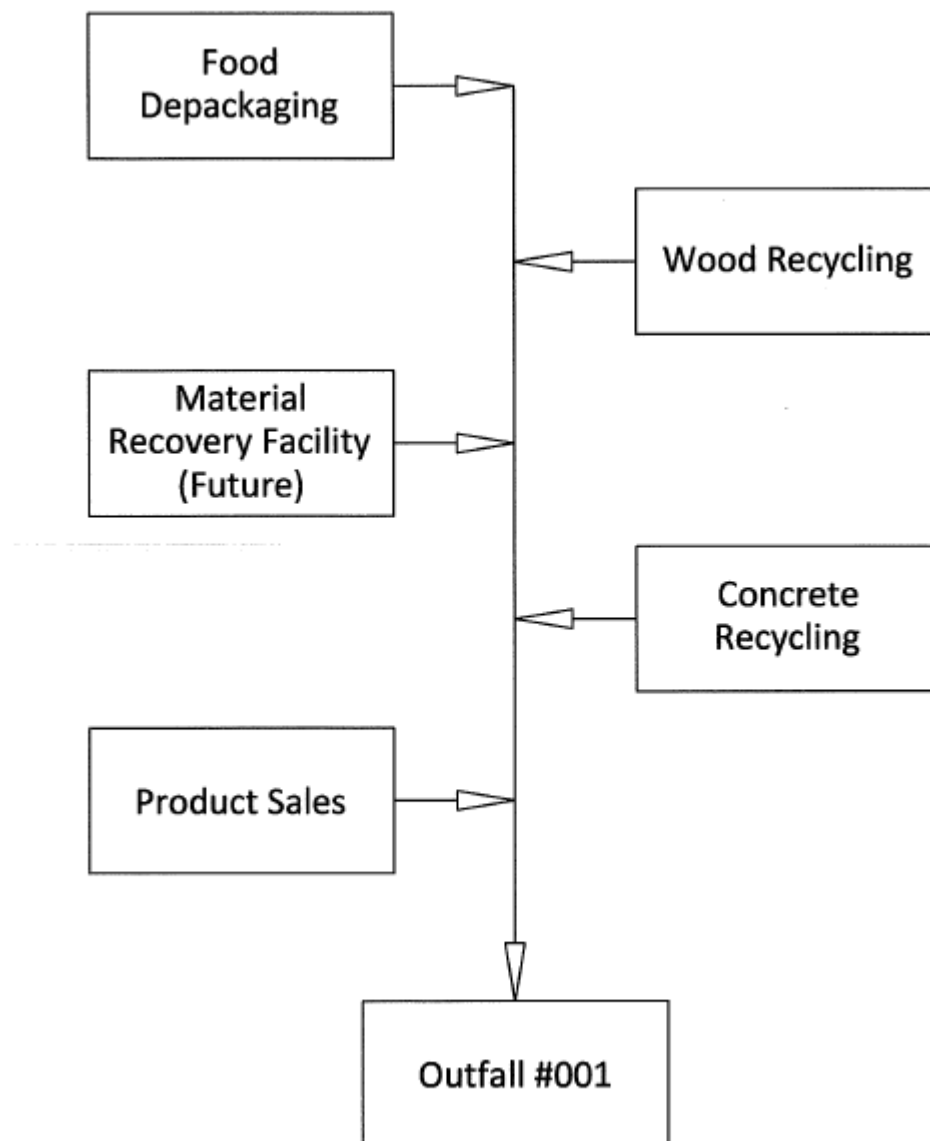 Food
Depackaging
Wood Recycling
Material
Recovery Facility
(Future)
Concrete
Recycling
Product Sales
Outfall #001